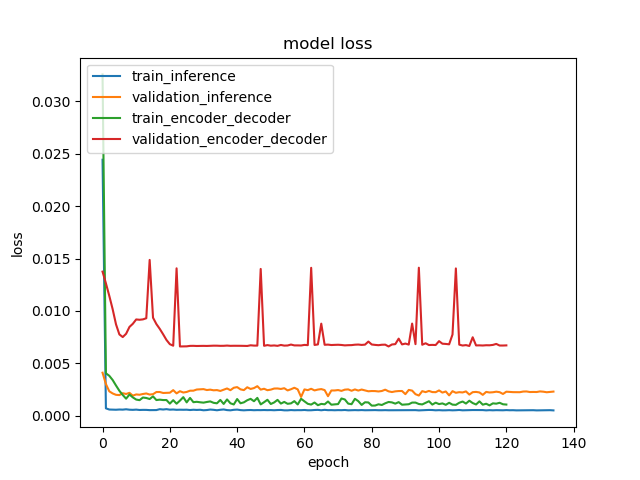 model loss
train_inference
validation_inference
train_encoder_decoder
validation_encoder_decoder
loss
0.030
0.025
0.020
0.015
0.010
0.005
0.000
0 20 40 60 80 100 120 140
epoch